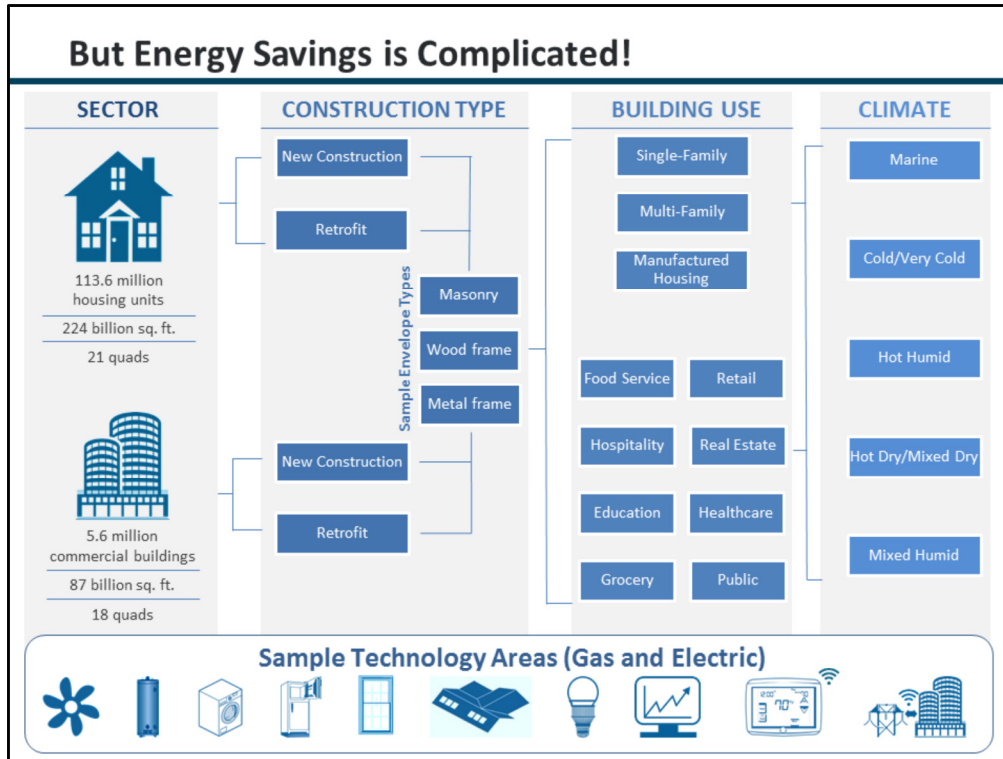 But Energy Savings is Complicated!
SECTOR
113.6 million
housing units
224 billion sq. ft.
21 quads
5.6 million
commercial buildings
87 billion sq. ft.
18 quads
CONSTRUCTION TYPE
New Construction
Retrofit
Sample Envelope Types
Masonry
Wood frame
Metal frame
New Construction
Retrofit
BUILDING USE
Single-Family
Multi-Family
Manufactured
Housing
Food Service
Retail
Hospitality
Real Estate
Education
Healthcare
Grocery
Public
CLIMATE
Marine
Cold/Very Cold
Hot Humid
Hot Dry/Mixed Dry
Mixed Humid
Sample Technology Areas (Gas and Electric)